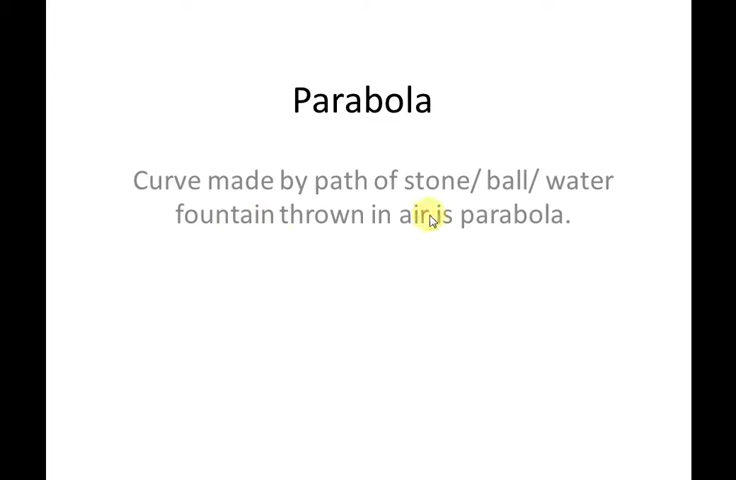 Parabola
Curve made by path of stone/ ball/ water
fountain thrown in air is parabola.